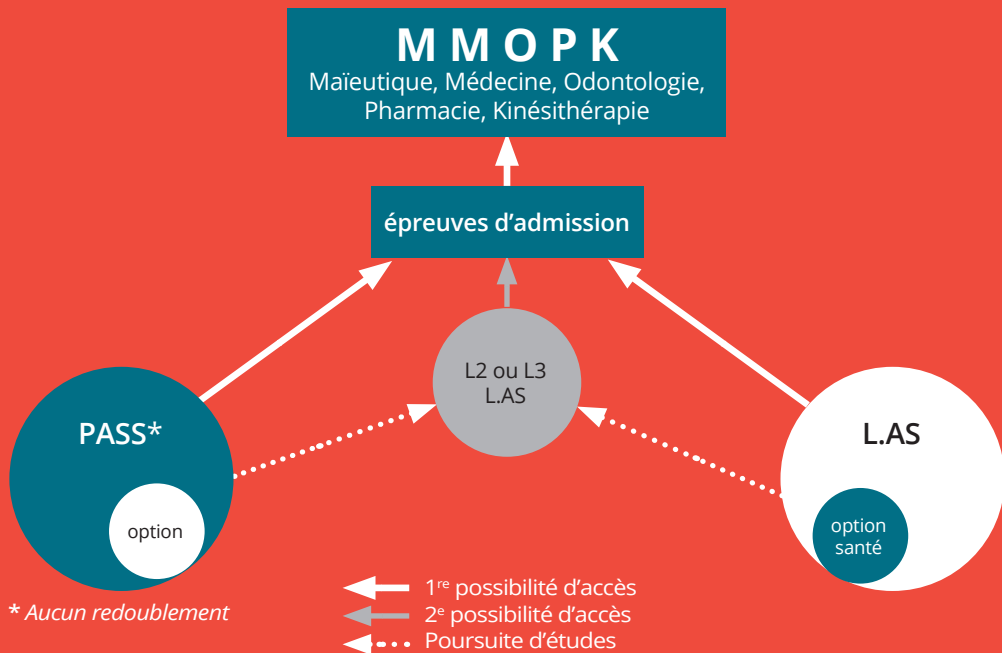 M M O P K
Maïeutique, Médecine, Odontologie,
Pharmacie, Kinésithérapie
épreuves d’admission
L2 ou L3
L.AS
PASS*
option
L.AS
option
santé
* Aucun redoublement
1re possibilité d’accès
2e possibilité d’accès
Poursuite d’études